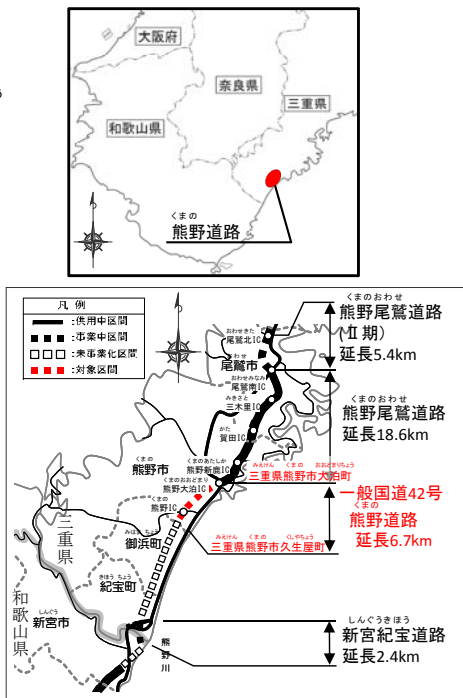 大阪府
奈良県
三重県
和歌山県
くまの
熊野道路
凡例
:供用中区間
:事業中区間
:未事業化区間
:対象区間
おわせきた
尾鷲北IC
おわせ
尾鷲市
おわせみなみ
尾鷲南IC
みきさと
三木里IC
かた
賀田IC
くまのあたしか
熊野新鹿IC
くまのおおどまり
熊野大泊IC
くまの
熊野市
くまの
熊野IC
みはまちょう
御浜町
きほうちょう
紀宝町
しんぐう
新宮市
三重県
和歌山県
熊野川
くまのおわせ
熊野尾鷲道路
(Ⅱ期)
延長5.4km
くまのおわせ
熊野尾鷲道路
延長18.6km
みえけん くまの おおどまりちょう
三重県熊野市大泊町
一般国道42号
くまの
熊野道路
延長6.7km
みえけん くまの くしやちょう
三重県熊野市久生屋町
しんぐうきほう
新宮紀宝道路
延長2.4km